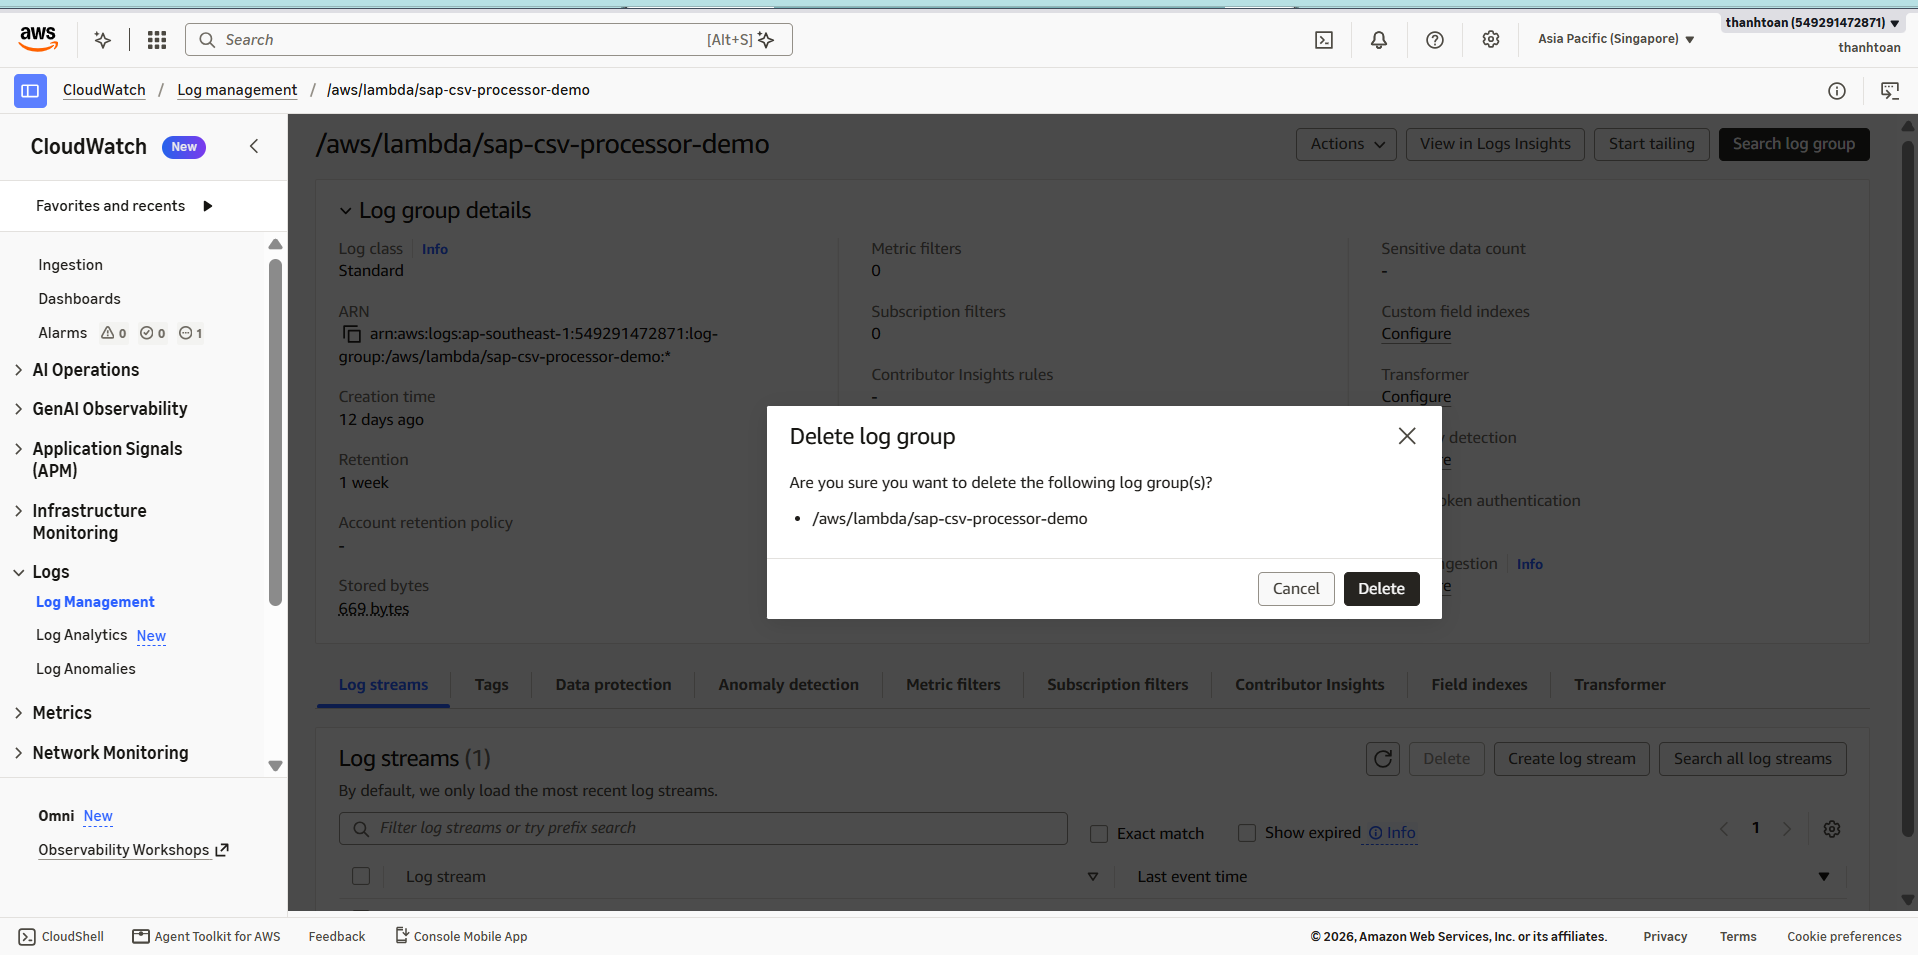 aws
Search
[Alt+S]
Asia Pacific (Singapore)
thanhtoan (549291472871)
thanhtoan
CloudWatch / Log management / /aws/lambda/sap-csv-processor-demo
CloudWatch
New
Favorites and recents
Ingestion
Dashboards
Alarms 0 0 1
AI Operations
GenAI Observability
Application Signals
(APM)
Infrastructure
Monitoring
Logs
Log Management
Log Analytics New
Log Anomalies
Metrics
Network Monitoring
Omni New
Observability Workshops
/aws/lambda/sap-csv-processor-demo
Actions
View in Logs Insights
Start tailing
Search log group
Log group details
Log class Info
Standard
ARN
arn:aws:logs:ap-southeast-1:549291472871:log-
group:/aws/lambda/sap-csv-processor-demo:*
Creation time
12 days ago
Retention
1 week
Account retention policy
-
Stored bytes
669 bytes
Metric filters
0
Subscription filters
0
Contributor Insights rules
-
Sensitive data count
-
Custom field indexes
Configure
Transformer
Configure
detection
authentication
Info
Delete log group
Are you sure you want to delete the following log group(s)?
• /aws/lambda/sap-csv-processor-demo
Cancel
Delete
Log streams
Tags
Data protection
Anomaly detection
Metric filters
Subscription filters
Contributor Insights
Field indexes
Transformer
Log streams (1)
Delete
Create log stream
Search all log streams
By default, we only load the most recent log streams.
Filter log streams or try prefix search
Exact match
Show expired
Info
1
Log stream
Last event time
CloudShell
Agent Toolkit for AWS
Feedback
Console Mobile App
© 2026, Amazon Web Services, Inc. or its affiliates.
Privacy
Terms
Cookie preferences